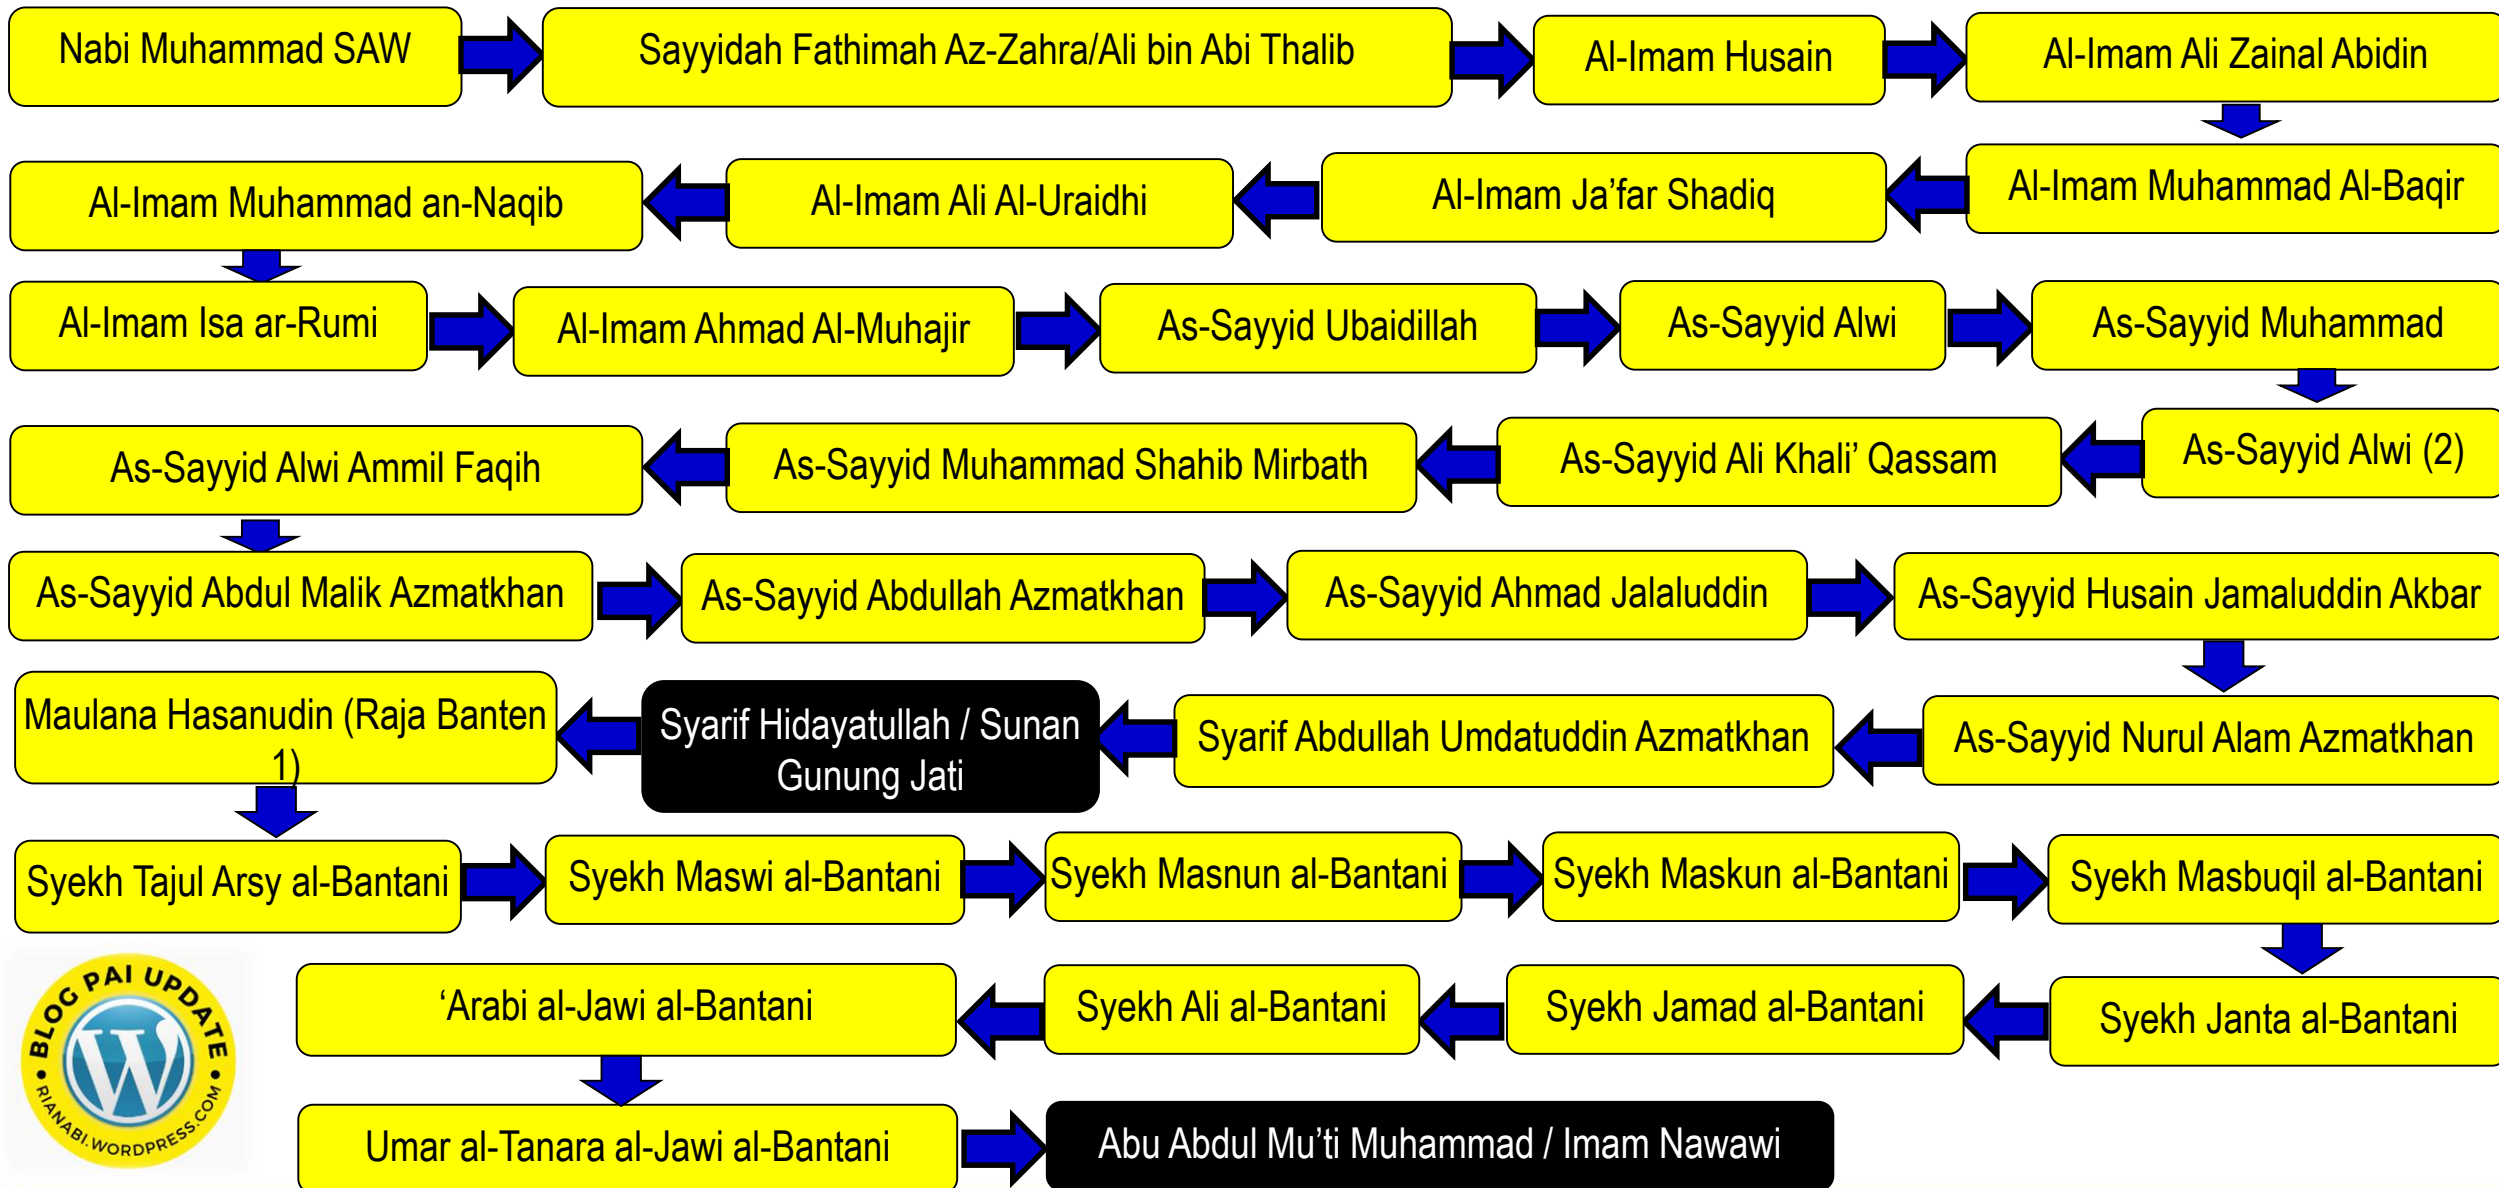 Nabi Muhammad SAW
Sayyidah Fathimah Az-Zahra/Ali bin Abi Thalib
Al-Imam Husain
Al-Imam Ali Zainal Abidin
Al-Imam Muhammad Al-Baqir
Al-Imam Ja’far Shadiq
Al-Imam Ali Al-Uraidhi
Al-Imam Muhammad an-Naqib
Al-Imam Isa ar-Rumi
Al-Imam Ahmad Al-Muhajir
As-Sayyid Ubaidillah
As-Sayyid Alwi
As-Sayyid Muhammad
As-Sayyid Alwi (2)
As-Sayyid Ali Khali’ Qassam
As-Sayyid Muhammad Shahib Mirbath
As-Sayyid Alwi Ammil Faqih
As-Sayyid Abdul Malik Azmatkhan
As-Sayyid Abdullah Azmatkhan
As-Sayyid Ahmad Jalaluddin
As-Sayyid Husain Jamaluddin Akbar
As-Sayyid Nurul Alam Azmatkhan
Syarif Abdullah Umdatuddin Azmatkhan
Syarif Hidayatullah / Sunan
Gunung Jati
Maulana Hasanudin (Raja Banten
1)
Syekh Tajul Arsy al-Bantani
Syekh Maswi al-Bantani
Syekh Masnun al-Bantani
Syekh Maskun al-Bantani
Syekh Masbuqil al-Bantani
Syekh Janta al-Bantani
Syekh Jamad al-Bantani
Syekh Ali al-Bantani
‘Arabi al-Jawi al-Bantani
Umar al-Tanara al-Jawi al-Bantani
Abu Abdul Mu’ti Muhammad / Imam Nawawi
BLOG PAI UPDATE
W
RIANABI.WORDPRESS.COM